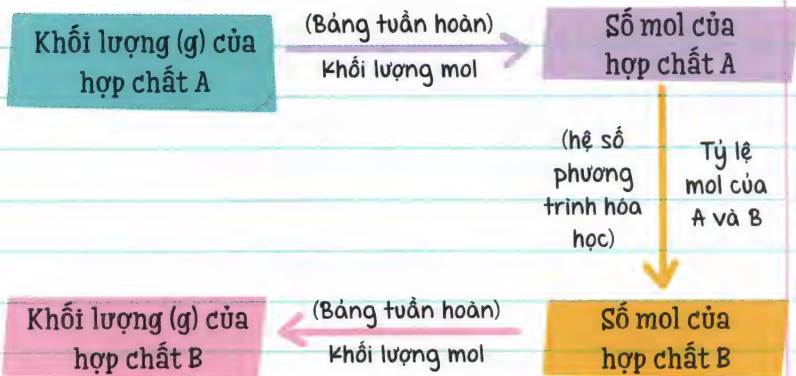 Khối lượng (g) của
hợp chất A
(Bảng tuần hoàn)
Khối lượng mol
Số mol của
hợp chất A
(hệ số
phương
trình hóa
học)
Tỷ lệ
mol của
A và B
Khối lượng (g) của
hợp chất B
(Bảng tuần hoàn)
Khối lượng mol
Số mol của
hợp chất B